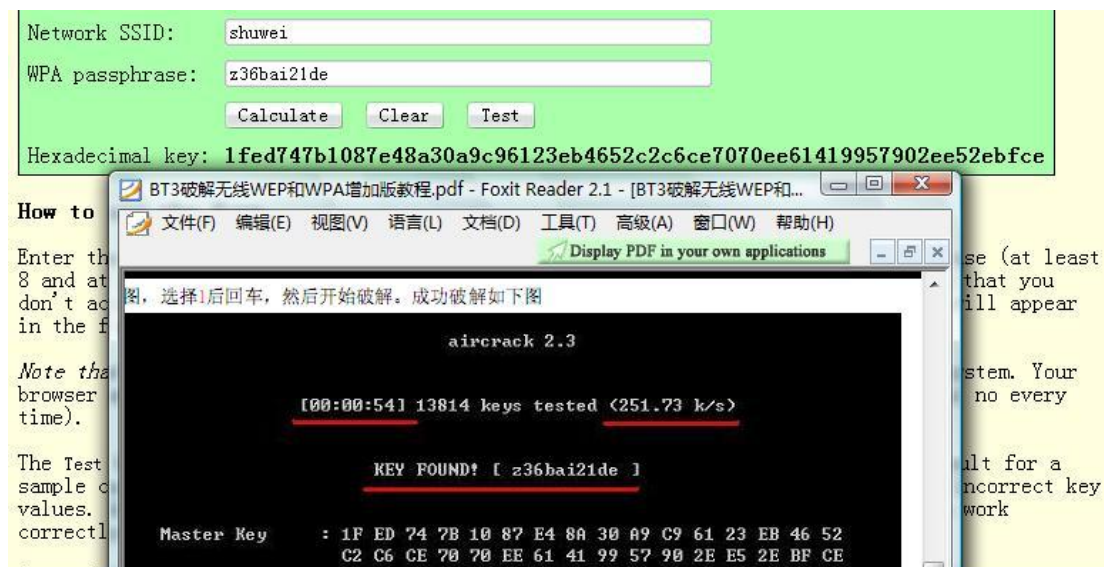 Network SSID: shuwei
WPA passphrase: z36bai21de
Calculate Clear Test
Hexadecimal key: 1fed747b1087e48a30a9c96123eb4652c2c6ce7070ee61419957902ee52ebfce
BT3破解无线WEP和WPA增加版教程.pdf - Foxit Reader 2.1 - [BT3破解无线WEP和...
文件(F) 编辑(E) 视图(V) 语言(L) 文档(D) 工具(T) 高级(A) 窗口(W) 帮助(H)
Display PDF in your own applications
How to
Enter th
se (at least
8 and at
that you
don't ac
ill appear
in the f
图，选择1后回车，然后开始破解。成功破解如下图
aircrack 2.3
Note tha
stem. Your
browser
no every
time).
[00:00:54] 13814 keys tested (251.73 k/s)
The Test
ult for a
sample c
ncorrect key
values.
work
correctl
KEY FOUND! [ z36bai21de ]
Master Key : 1F ED 74 7B 10 87 E4 8A 30 A9 C9 61 23 EB 46 52
C2 C6 CE 70 70 EE 61 41 99 57 90 2E E5 2E BF CE